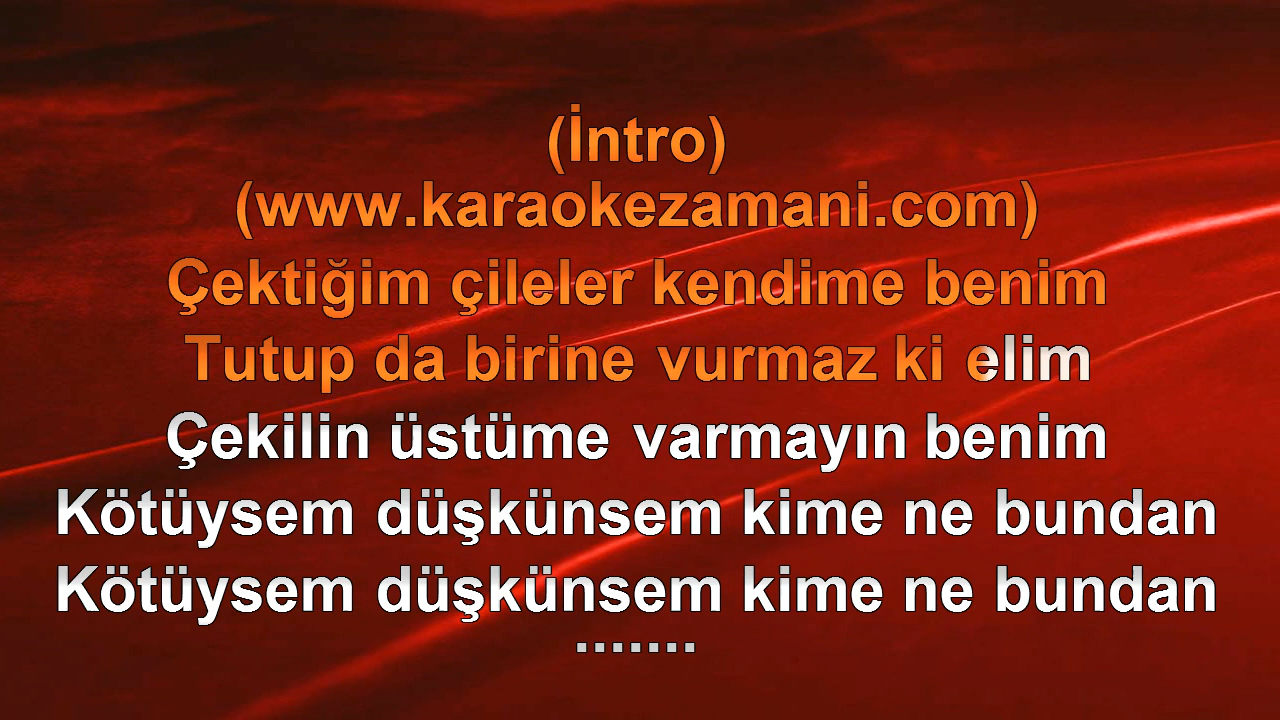 (İntro)
(www.karaokezamani.com)
Çektiğim çileler kendime benim
Tutup da birine vurmaz ki elim
Çekilin üstüme varmayın benim
Kötüysem düşkünsem kime ne bundan
Kötüysem düşkünsem kime ne bundan
.......